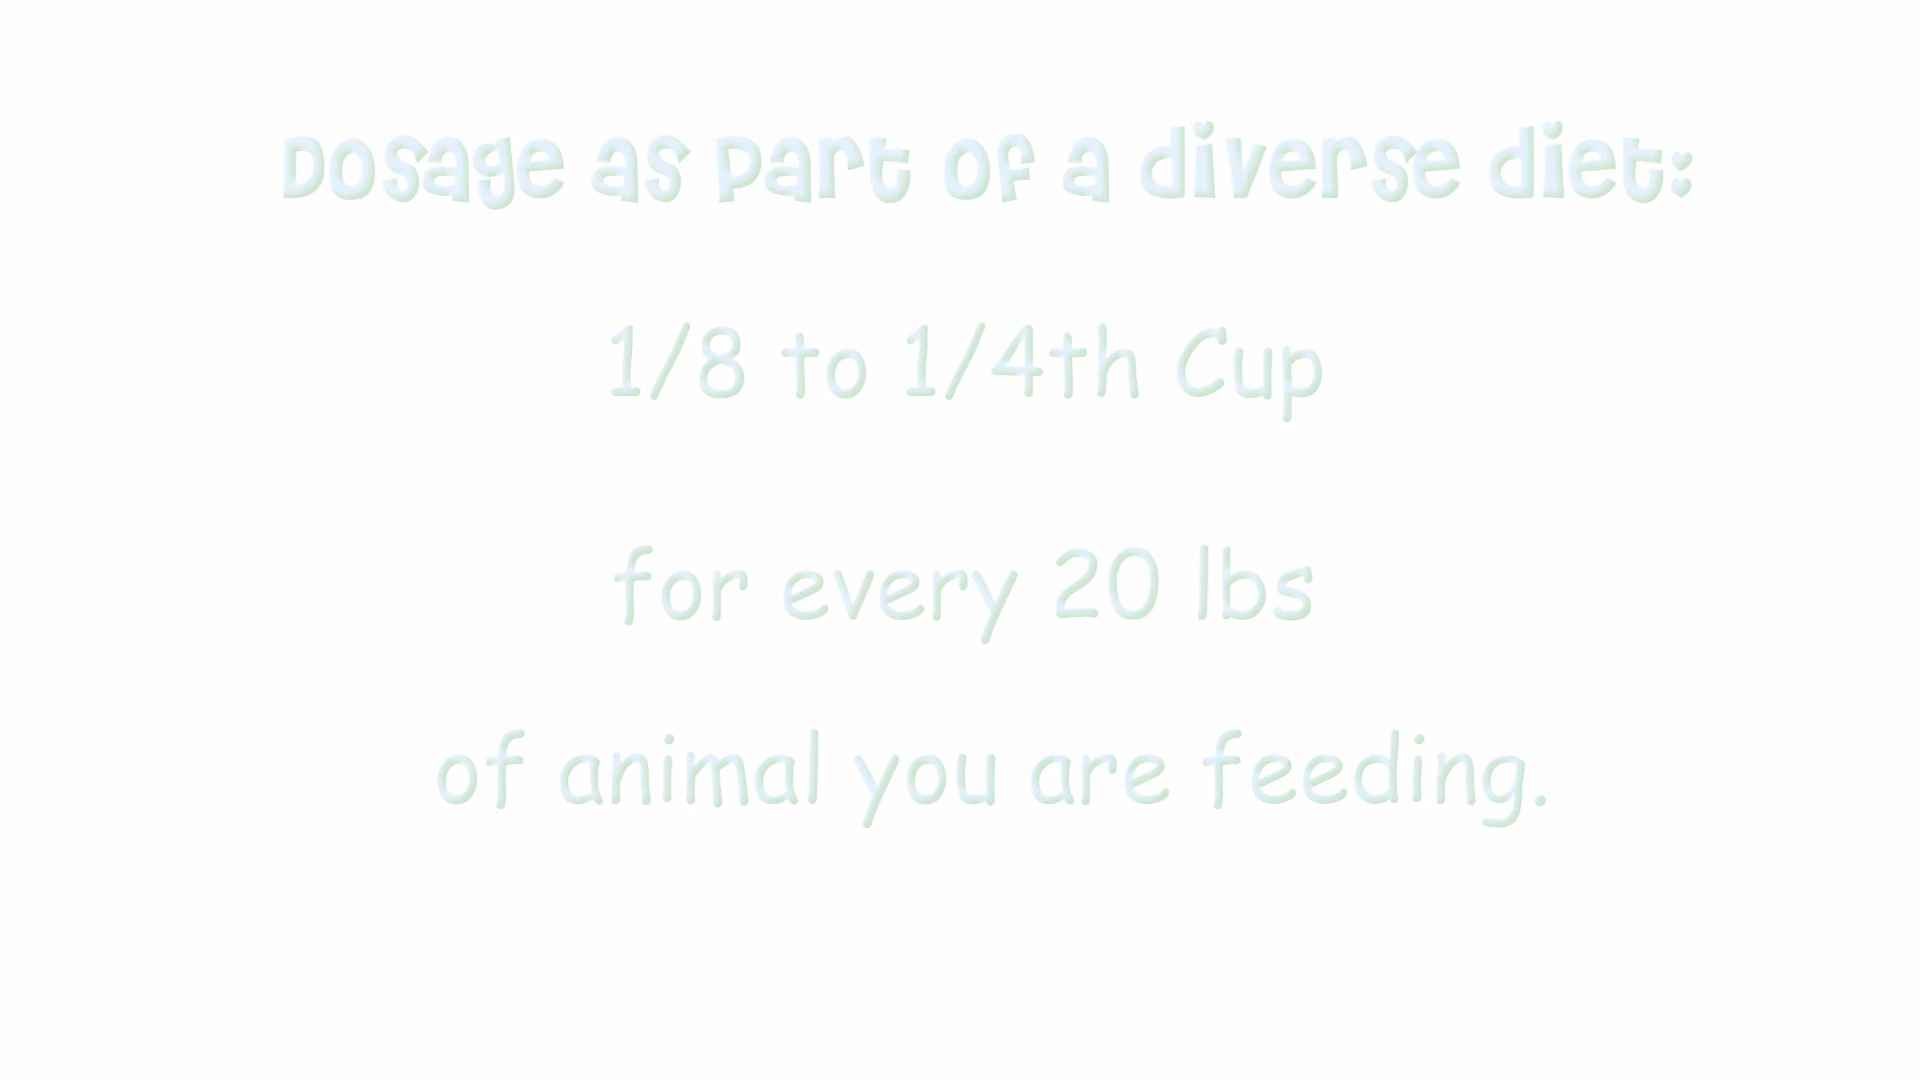 Dosage as part of a diverse diet:
1/8 to 1/4th Cup
for every 20 lbs
of animal you are feeding.